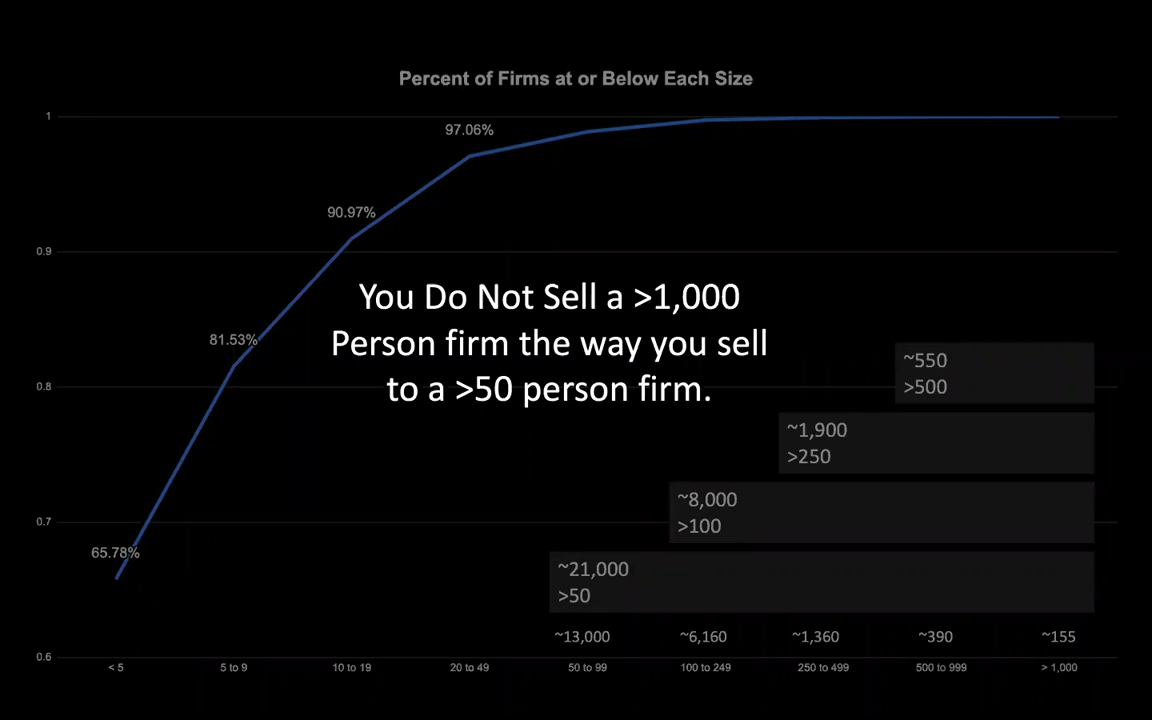 Percent of Firms at or Below Each Size
1
97.06%
90.97%
0.9
You Do Not Sell a >1,000
Person firm the way you sell
to a >50 person firm.
81.53%
0.8
~550
>500
~1,900
>250
~8,000
>100
0.7
65.78%
~21,000
>50
~13,000 ~6,160 ~1,360 ~390 ~155
0.6
< 5 5 to 9 10 to 19 20 to 49 50 to 99 100 to 249 250 to 499 500 to 999 > 1,000